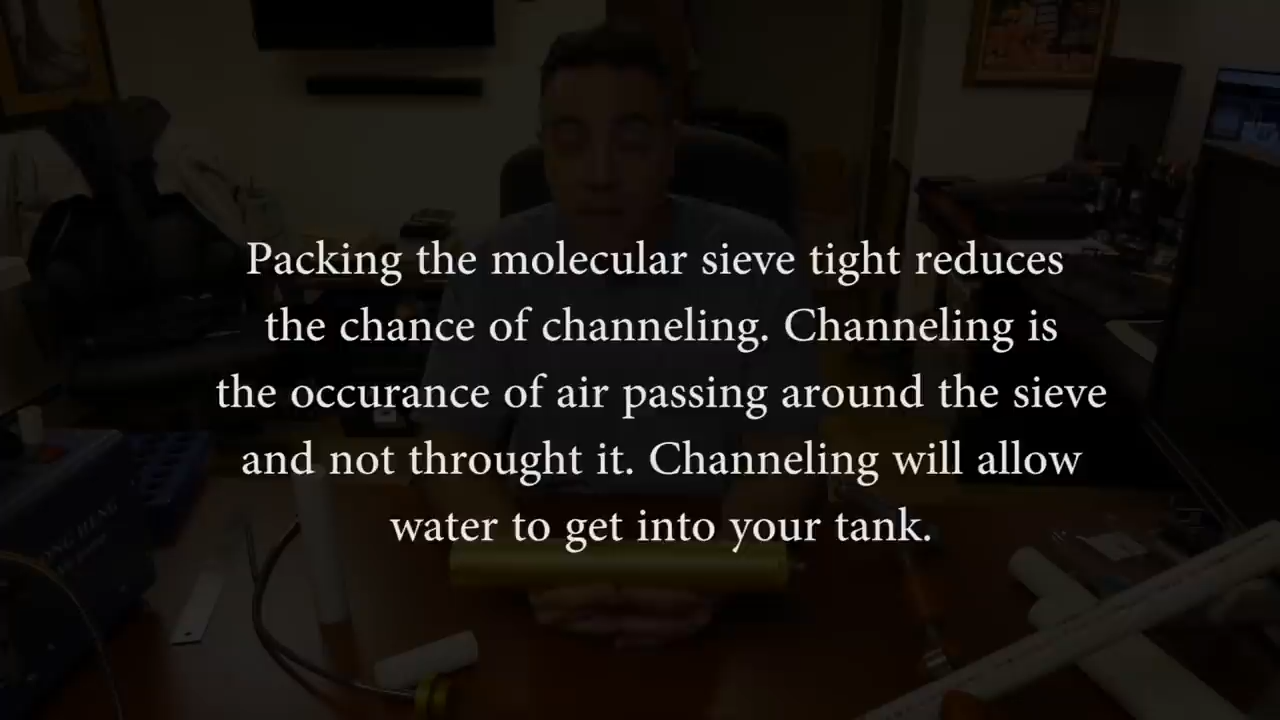 Packing the molecular sieve tight reduces
the chance of channeling. Channeling is
the occurance of air passing around the sieve
and not throught it. Channeling will allow
water to get into your tank.